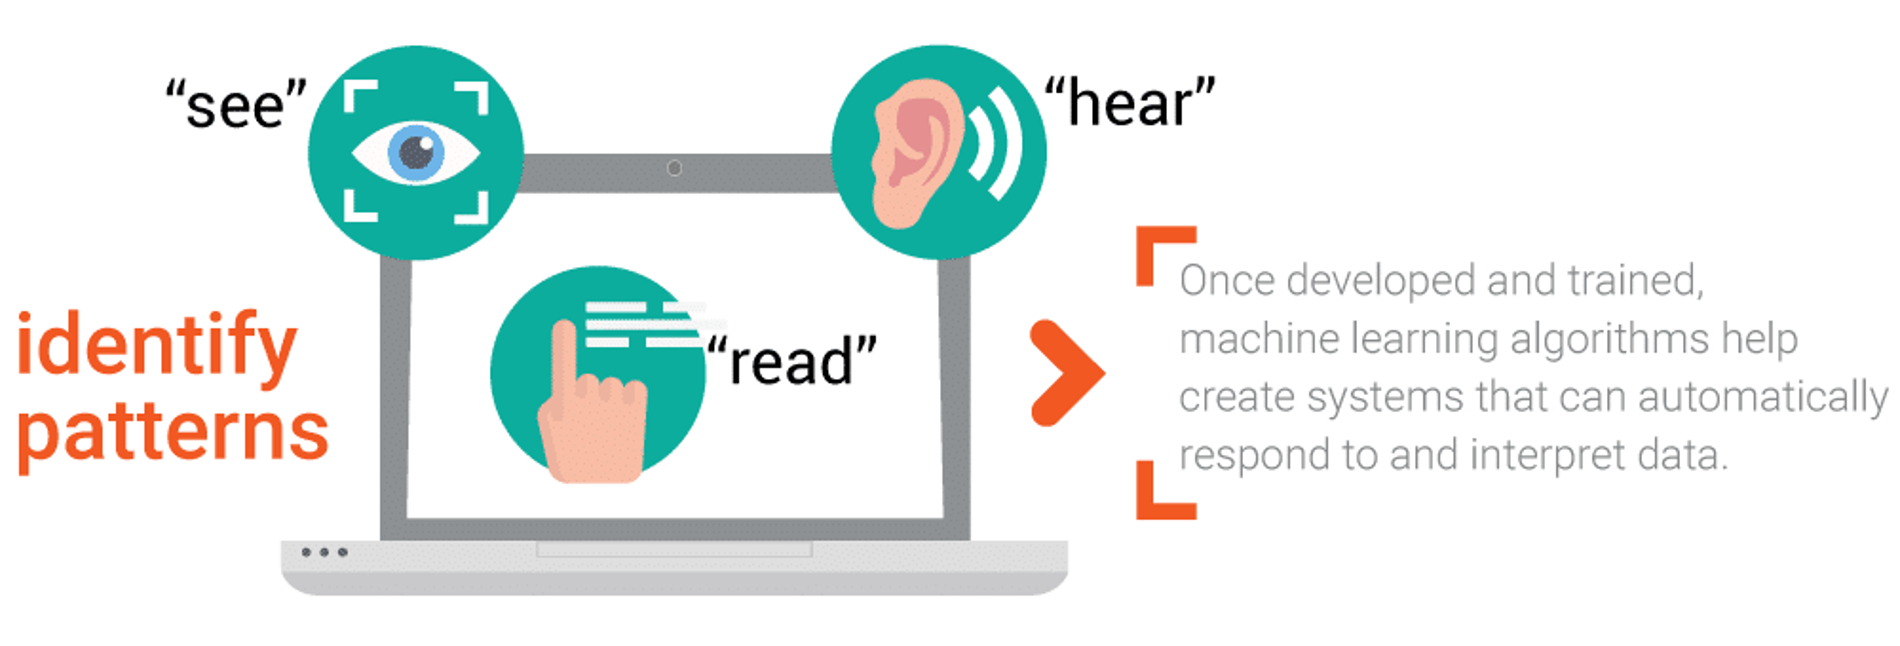 “see”
“hear”
“read”
identify
patterns
Once developed and trained,
machine learning algorithms help
create systems that can automatically
respond to and interpret data.